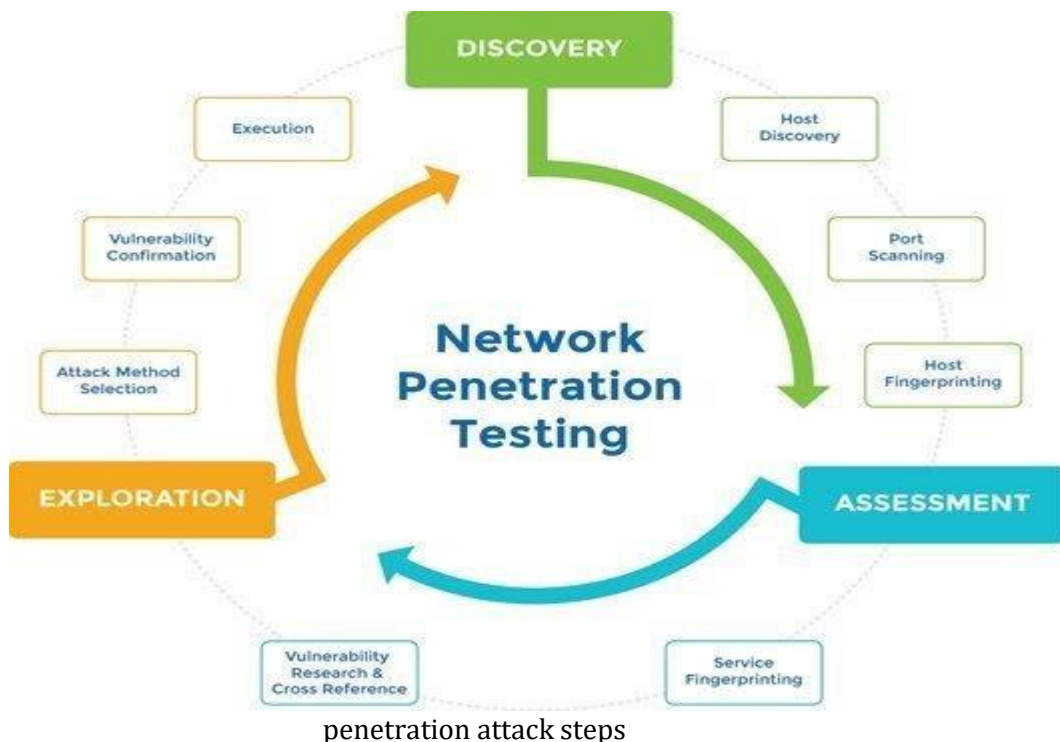 DISCOVERY
Host
Discovery
Port
Scanning
Host
Fingerprinting
ASSESSMENT
Service
Fingerprinting
Vulnerability
Research &
Cross Reference
EXPLORATION
Attack Method
Selection
Vulnerability
Confirmation
Execution
Network
Penetration
Testing
penetration attack steps